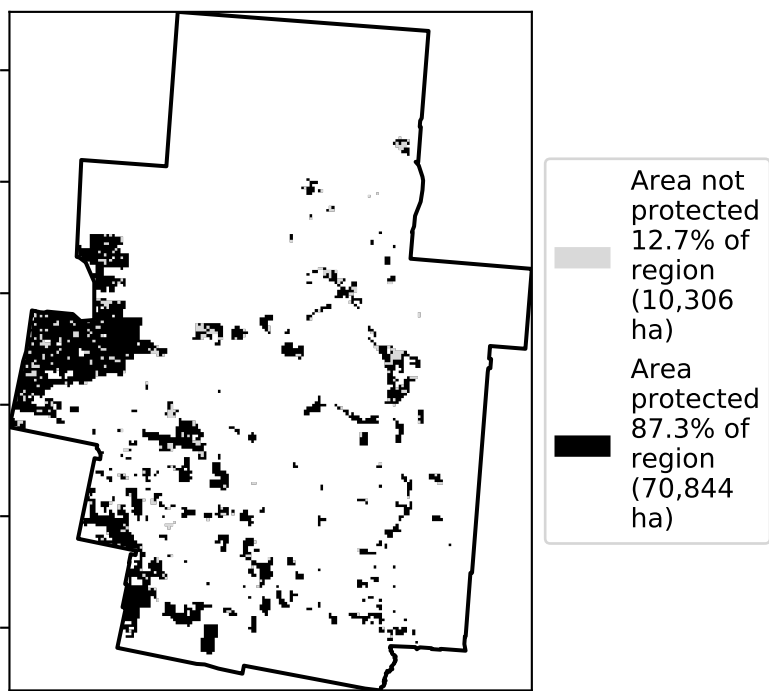 Area not
protected
12.7% of
region
(10,306
ha)
Area
protected
87.3% of
region
(70,844
ha)